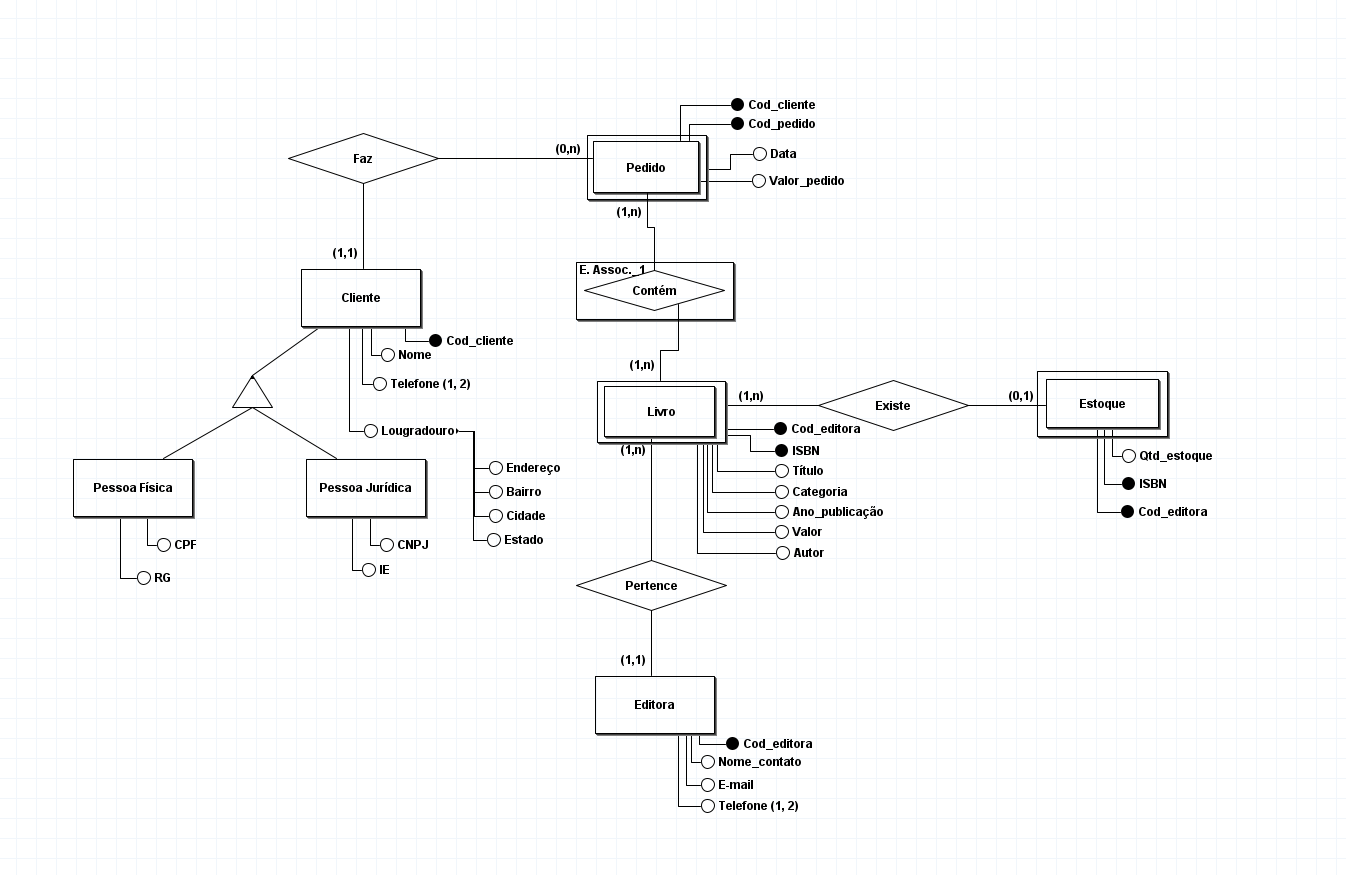 Cod_cliente
Cod_pedido
Faz
(0,n)
Pedido
Data
Valor_pedido
(1,n)
(1,1)
E. Assoc._1
Contém
Cliente
Cod_cliente
Nome
Telefone (1, 2)
Lougradouro
Endereço
Bairro
Cidade
Estado
Pessoa Física
CPF
RG
Pessoa Jurídica
CNPJ
IE
(1,n)
Livro
(1,n)
Existe
(0,1)
Estoque
Cod_editora
ISBN
Título
Categoria
Ano_publicação
Valor
Autor
Qtd_estoque
ISBN
Cod_editora
(1,n)
Pertence
(1,1)
Editora
Cod_editora
Nome_contato
E-mail
Telefone (1, 2)